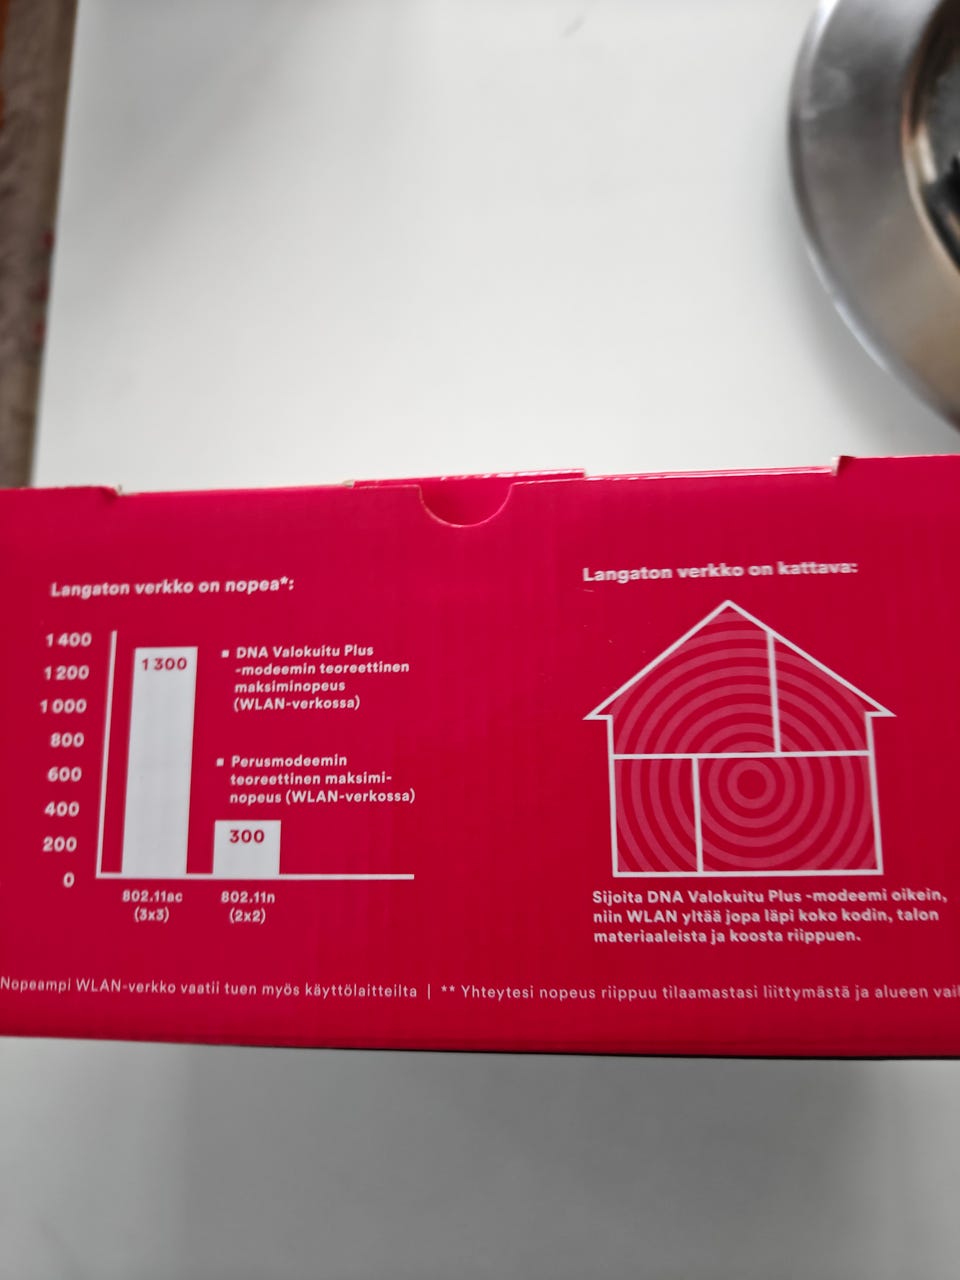 Langaton verkko on nopea*:
1 400
1 200
1 000
800
600
400
200
0
1 300
300
802.11ac
(3x3)
802.11n
(2x2)
DNA Valokuitu Plus
-modeemin teoreettinen
maksiminopeus
(WLAN-verkossa)
Perusmodeemin
teoreettinen maksimi-
nopeus (WLAN-verkossa)
Langaton verkko on kattava:
Sijoita DNA Valokuitu Plus -modeemi oikein,
niin WLAN yltää jopa läpi koko kodin, talon
materiaaleista ja koosta riippuen.
Nopeampi WLAN-verkko vaatii tuen myös käyttölaitteilta | ** Yhteytesi nopeus riippuu tilaamastasi liittymästä ja alueen